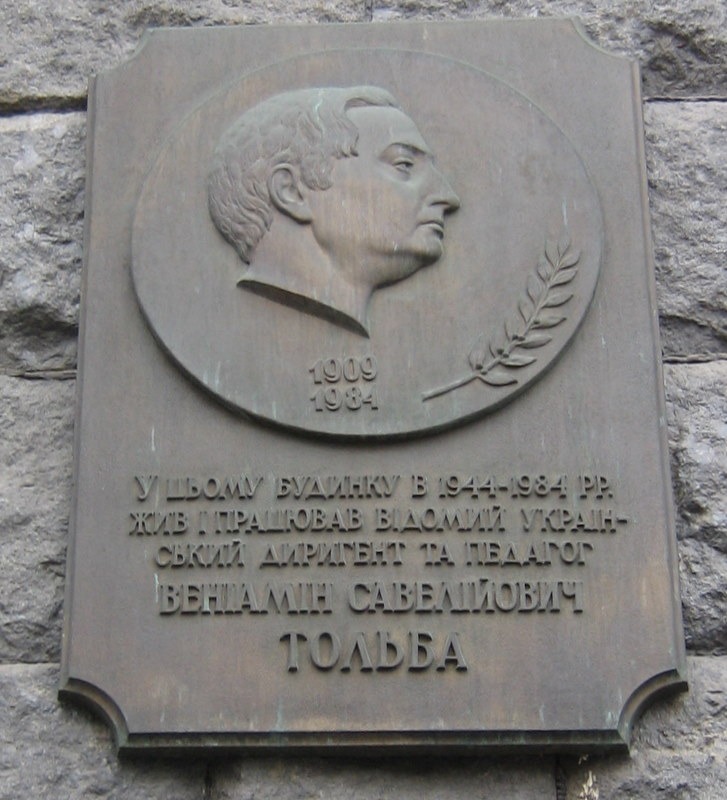 1909
1984
У ЦЬОМУ БУДИНКУ В 1944-1984 РР.
ЖИВ І ПРАЦЮВАВ ВІДОМИЙ УКРАЇН-
СЬКИЙ ДИРИГЕНТ ТА ПЕДАГОГ
ВЕНІАМІН САВЕЛІЙОВИЧ
ТОЛЬБА